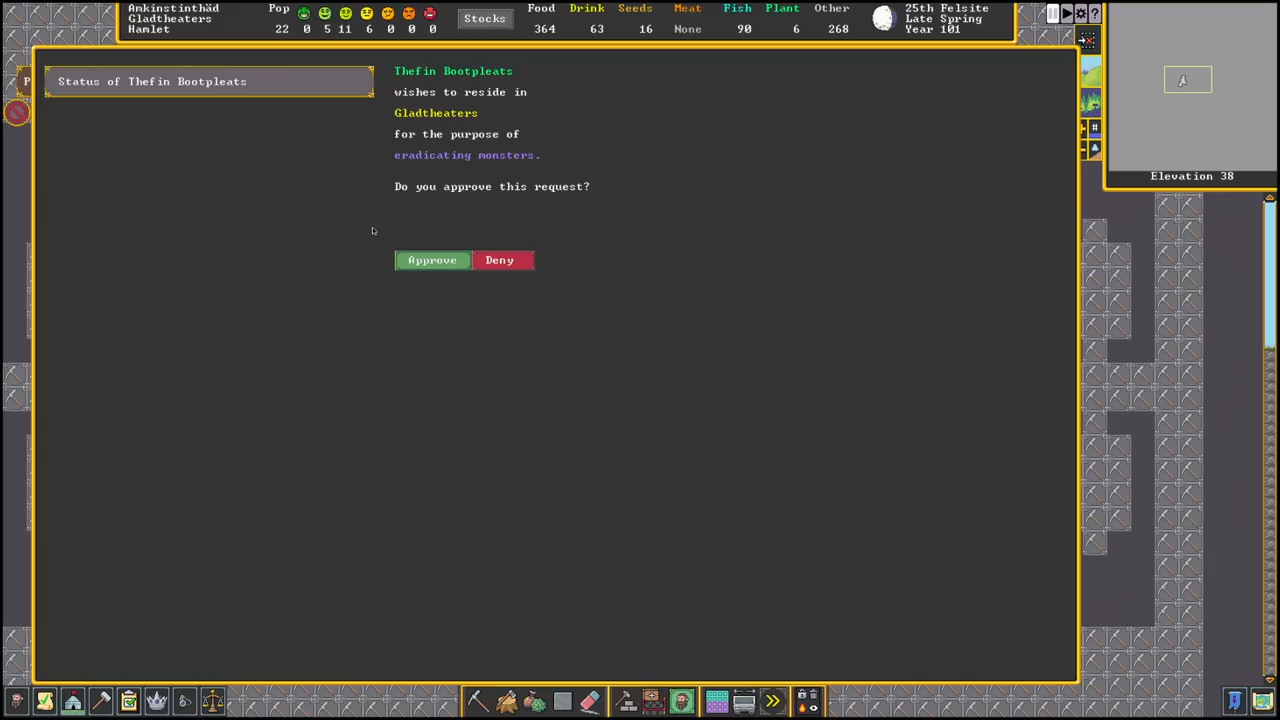 Amkinstinthäd
Gladtheaters
Hamlet
Pop
22 0 5 11 6 0 0 0
Stocks
Food Drink Seeds Meat Fish Plant Other
364 63 16 None 90 6 268
25th Felsite
Late Spring
Year 101
Status of Thefin Bootpleats
P
Thefin Bootpleats
wishes to reside in
Gladtheaters
for the purpose of
eradicating monsters.
Do you approve this request?
Approve Deny
Elevation 38